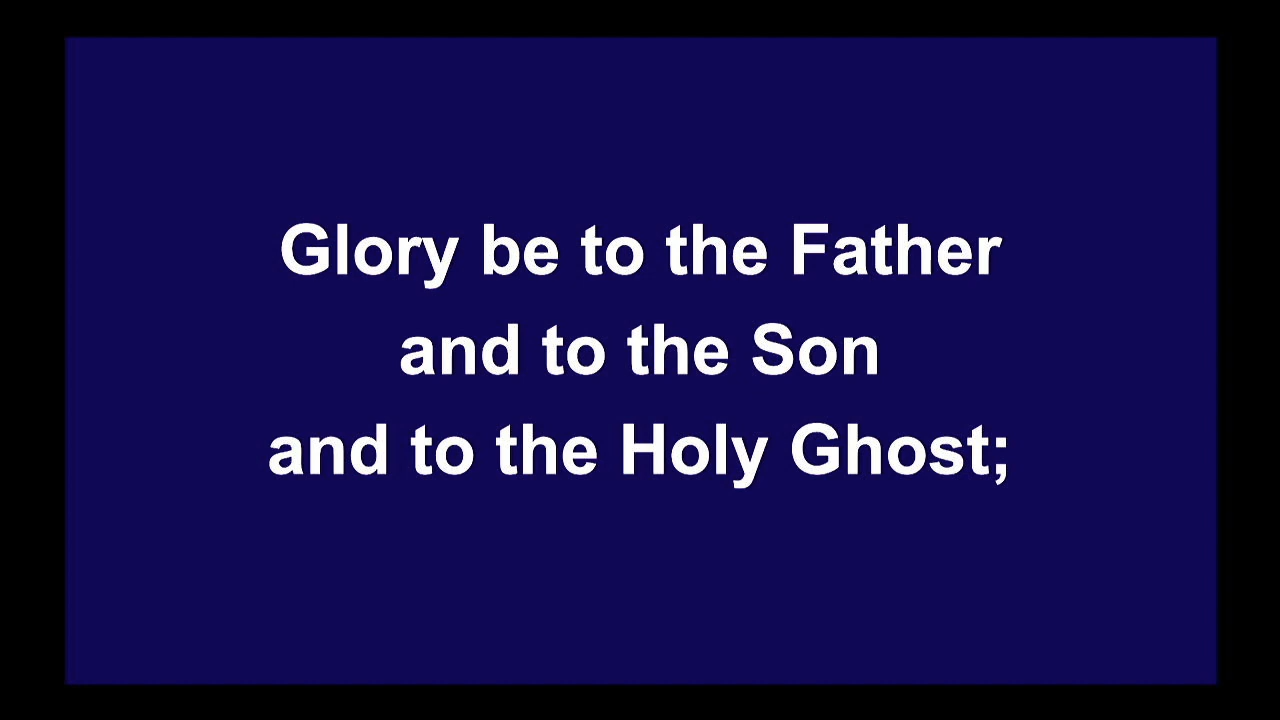 Glory be to the Father
and to the Son
and to the Holy Ghost;